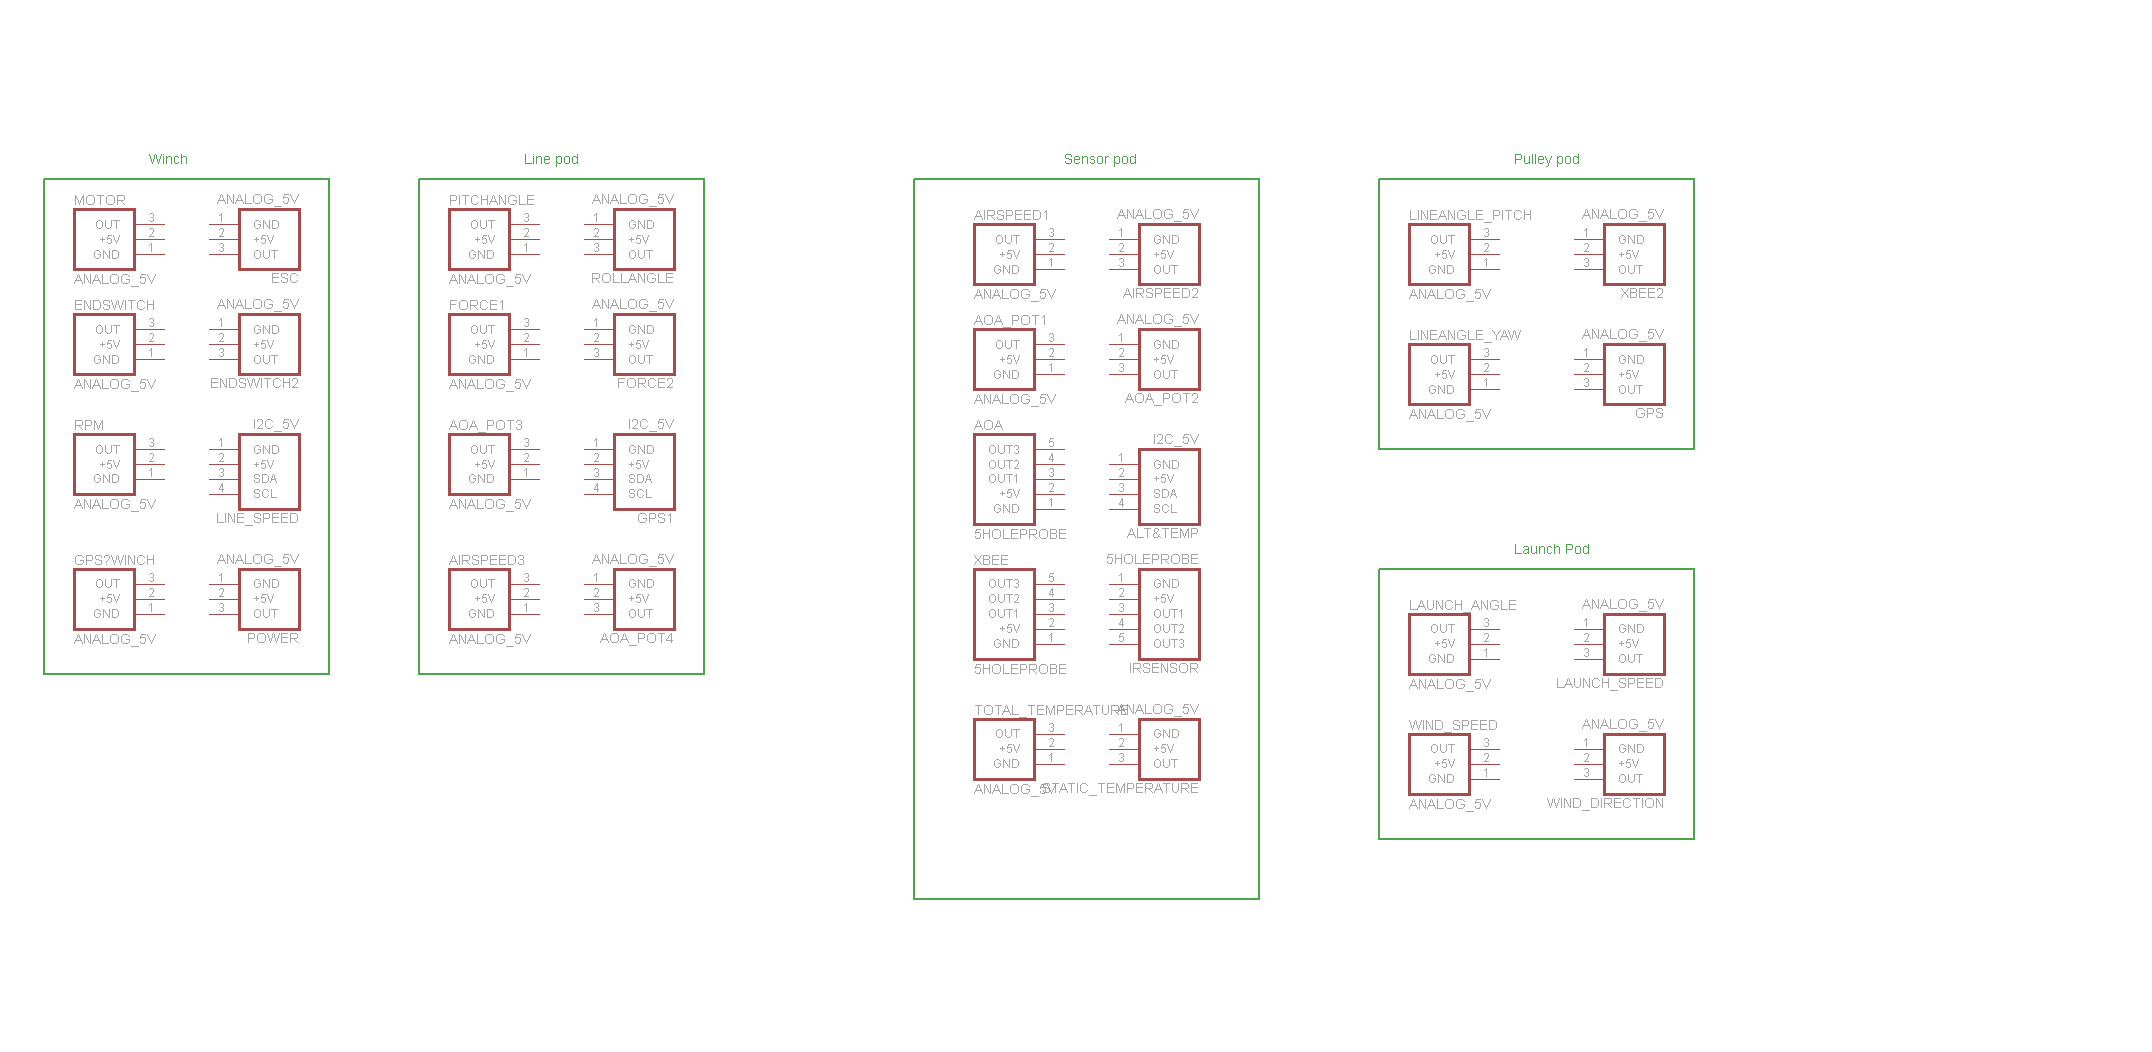 Winch
MOTOR
OUT 3
+5V 2
GND 1
ANALOG_5V
ANALOG_5V
1 GND
2 +5V
3 OUT
ESC
ENDSWITCH
OUT 3
+5V 2
GND 1
ANALOG_5V
ANALOG_5V
1 GND
2 +5V
3 OUT
ENDSWITCH2
RPM
OUT 3
+5V 2
GND 1
ANALOG_5V
I2C_5V
1 GND
2 +5V
3 SDA
4 SCL
LINE_SPEED
GPS?WINCH
OUT 3
+5V 2
GND 1
ANALOG_5V
ANALOG_5V
1 GND
2 +5V
3 OUT
POWER
Line pod
PITCHANGLE
OUT 3
+5V 2
GND 1
ANALOG_5V
ANALOG_5V
1 GND
2 +5V
3 OUT
ROLLANGLE
FORCE1
OUT 3
+5V 2
GND 1
ANALOG_5V
ANALOG_5V
1 GND
2 +5V
3 OUT
FORCE2
AOA_POT3
OUT 3
+5V 2
GND 1
ANALOG_5V
I2C_5V
1 GND
2 +5V
3 SDA
4 SCL
GPS1
AIRSPEED3
OUT 3
+5V 2
GND 1
ANALOG_5V
ANALOG_5V
1 GND
2 +5V
3 OUT
AOA_POT4
Sensor pod
AIRSPEED1
OUT 3
+5V 2
GND 1
ANALOG_5V
ANALOG_5V
1 GND
2 +5V
3 OUT
AIRSPEED2
AOA_POT1
OUT 3
+5V 2
GND 1
ANALOG_5V
ANALOG_5V
1 GND
2 +5V
3 OUT
AOA_POT2
AOA
OUT3 5
OUT2 4
OUT1 3
+5V 2
GND 1
5HOLEPROBE
I2C_5V
1 GND
2 +5V
3 SDA
4 SCL
ALT&TEMP
XBEE
OUT3 5
OUT2 4
OUT1 3
+5V 2
GND 1
5HOLEPROBE
5HOLEPROBE
1 GND
2 +5V
3 OUT1
4 OUT2
5 OUT3
IRSENSOR
TOTAL_TEMPERATURE
OUT 3
+5V 2
GND 1
ANALOG_5V
ANALOG_5V
1 GND
2 +5V
3 OUT
STATIC_TEMPERATURE
Pulley pod
LINEANGLE_PITCH
OUT 3
+5V 2
GND 1
ANALOG_5V
ANALOG_5V
1 GND
2 +5V
3 OUT
XBEE2
LINEANGLE_YAW
OUT 3
+5V 2
GND 1
ANALOG_5V
ANALOG_5V
1 GND
2 +5V
3 OUT
GPS
Launch Pod
LAUNCH_ANGLE
OUT 3
+5V 2
GND 1
ANALOG_5V
ANALOG_5V
1 GND
2 +5V
3 OUT
LAUNCH_SPEED
WIND_SPEED
OUT 3
+5V 2
GND 1
ANALOG_5V
ANALOG_5V
1 GND
2 +5V
3 OUT
WIND_DIRECTION